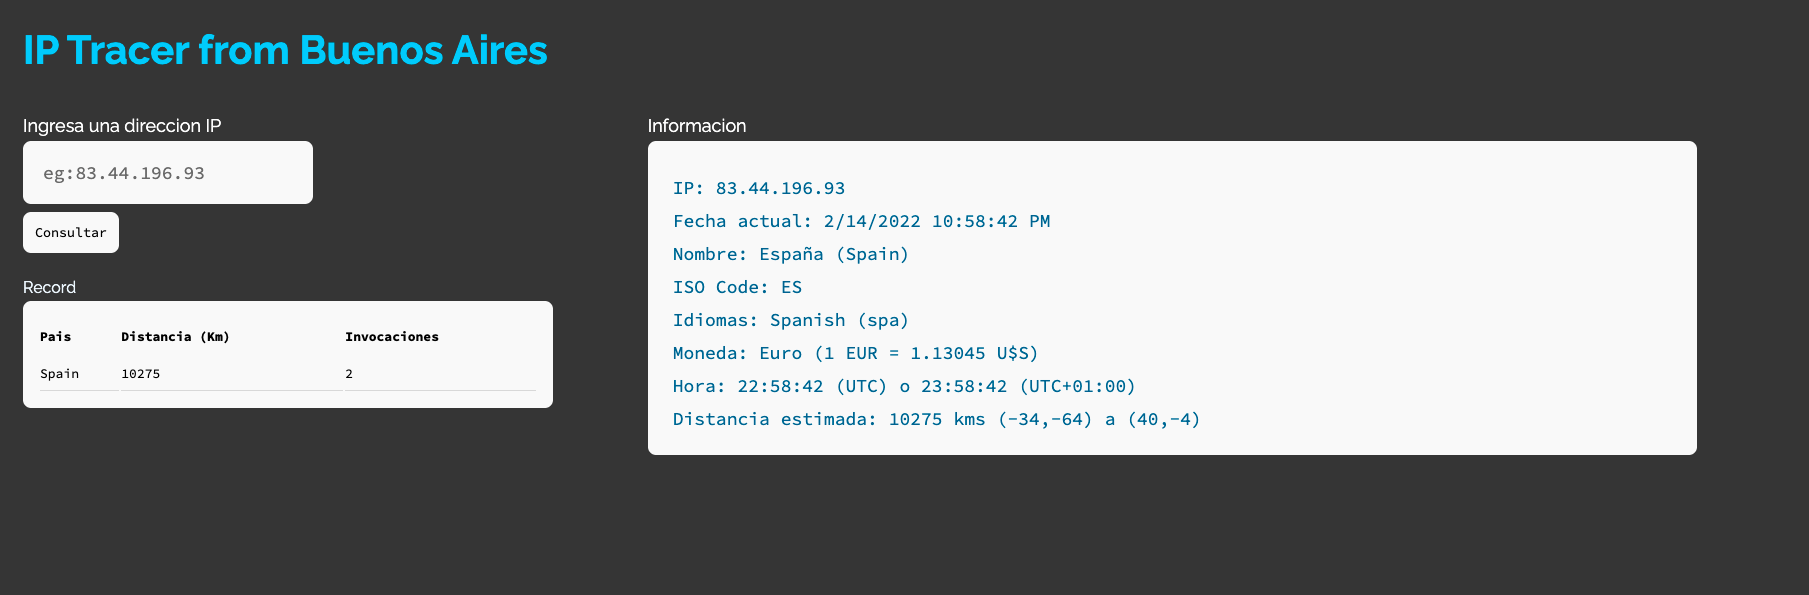 IP Tracer from Buenos Aires
Ingresa una direccion IP
eg:83.44.196.93
Consultar
Record
Pais Distancia (Km) Invocaciones
Spain 10275 2
Informacion
IP: 83.44.196.93
Fecha actual: 2/14/2022 10:58:42 PM
Nombre: España (Spain)
ISO Code: ES
Idiomas: Spanish (spa)
Moneda: Euro (1 EUR = 1.13045 U$S)
Hora: 22:58:42 (UTC) o 23:58:42 (UTC+01:00)
Distancia estimada: 10275 kms (-34,-64) a (40,-4)